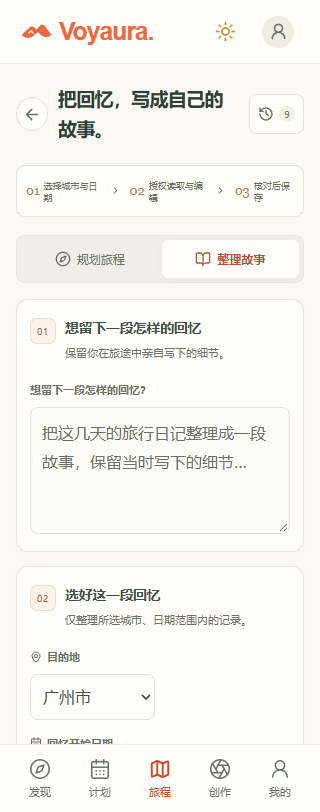 Voyaura.
把回忆，写成自己的
故事。
9
01 选择城市与日
期
02 授权读取与编
辑
03 核对后保
存
规划旅程
整理故事
01 想留下一段怎样的回忆
保留你在旅途中亲自写下的细节。
想留下一段怎样的回忆?
把这几天的旅行日记整理成一段
故事，保留当时写下的细节...
02 选好这一段回忆
仅整理所选城市、日期范围内的记录。
目的地
广州市
回忆开始日期
发现 计划 旅程 创作 我的